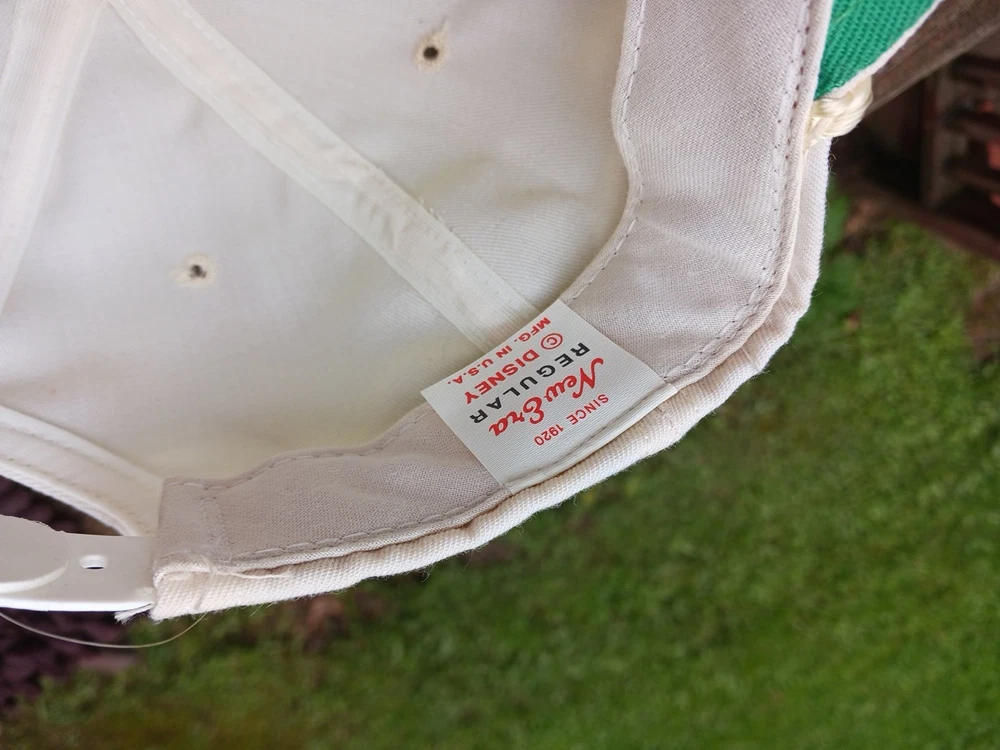 SINCE 1920
New Era
REGULAR
© DISNEY
MFG. IN U.S.A.